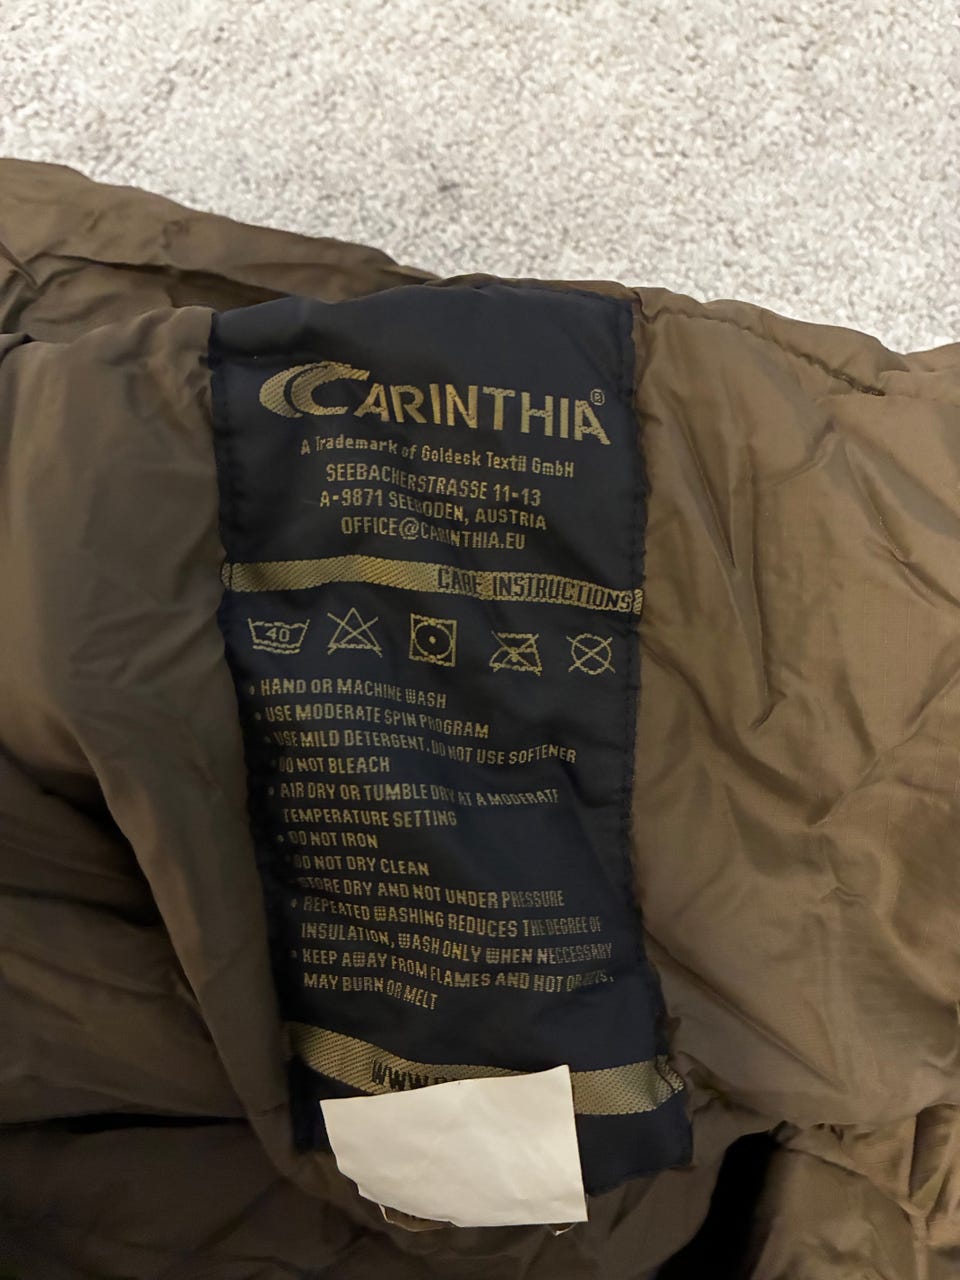 CARINTHIA®
A Trademark of Goldeck Textil GmbH
SEEBACHERSTRASSE 11-13
A-9871 SEEBODEN, AUSTRIA
OFFICE@CARINTHIA.EU
CARE INSTRUCTIONS
40
• HAND OR MACHINE WASH
• USE MODERATE SPIN PROGRAM
• USE MILD DETERGENT. DO NOT USE SOFTENER
• DO NOT BLEACH
• AIR DRY OR TUMBLE DRY AT A MODERATE
TEMPERATURE SETTING
• DO NOT IRON
• DO NOT DRY CLEAN
• STORE DRY AND NOT UNDER PRESSURE
• REPEATED WASHING REDUCES THE DEGREE OF
INSULATION, WASH ONLY WHEN NECCESSARY
• KEEP AWAY FROM FLAMES AND HOT OBJECTS,
MAY BURN OR MELT
WWW.